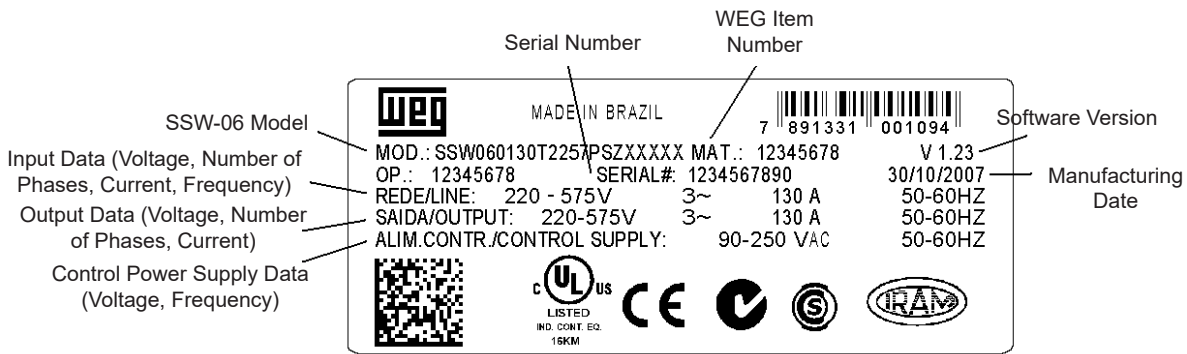 WEG Item
Number
Serial Number
SSW-06 Model
Input Data (Voltage, Number of
Phases, Current, Frequency)
Output Data (Voltage, Number
of Phases, Current)
Control Power Supply Data
(Voltage, Frequency)
Software Version
Manufacturing
Date
weg
MADE IN BRAZIL
7 891331 001094
MOD.: SSW060130T2257PSZXXXXX MAT.: 12345678 V 1.23
OP.: 12345678 SERIAL#: 1234567890 30/10/2007
REDE/LINE: 220 - 575V 3~ 130 A 50-60HZ
SAIDA/OUTPUT: 220-575V 3~ 130 A 50-60HZ
ALIM.CONTR./CONTROL SUPPLY: 90-250 VAC 50-60HZ
C UL US
LISTED
IND. CONT. EQ.
15KM
CE
S
IRAM